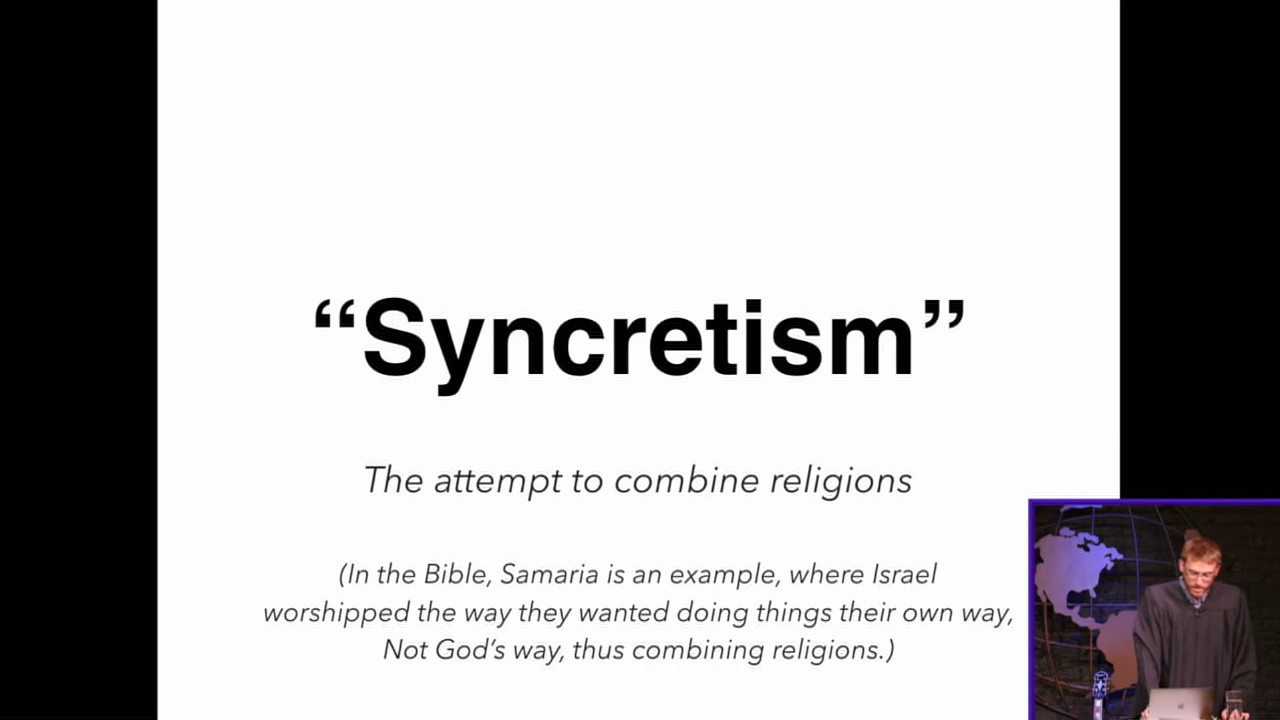 “Syncretism”
The attempt to combine religions
(In the Bible, Samaria is an example, where Israel
worshipped the way they wanted doing things their own way,
Not God’s way, thus combining religions.)